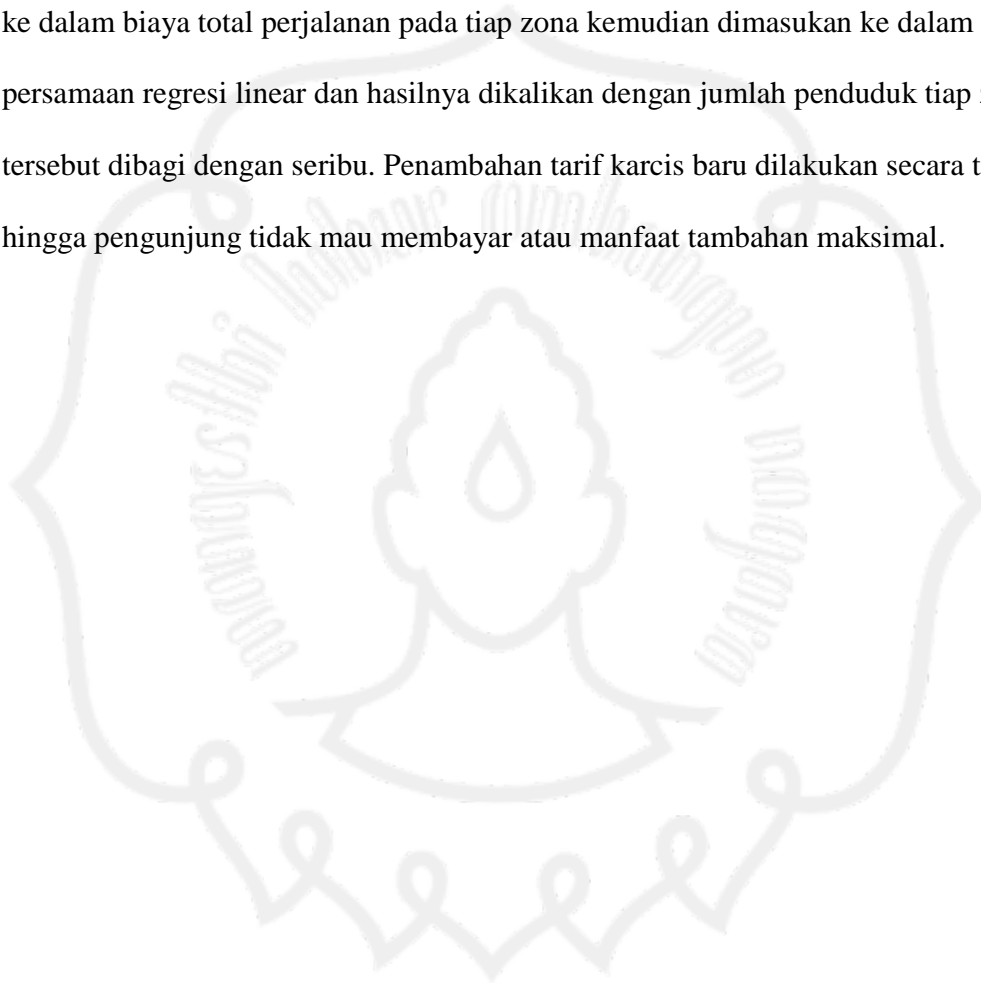 ke dalam biaya total perjalanan pada tiap zona kemudian dimasukan ke dalam
persamaan regresi linear dan hasilnya dikalikan dengan jumlah penduduk tiap
tersebut dibagi dengan seribu. Penambahan tarif karcis baru dilakukan secara
hingga pengunjung tidak mau membayar atau manfaat tambahan maksimal.